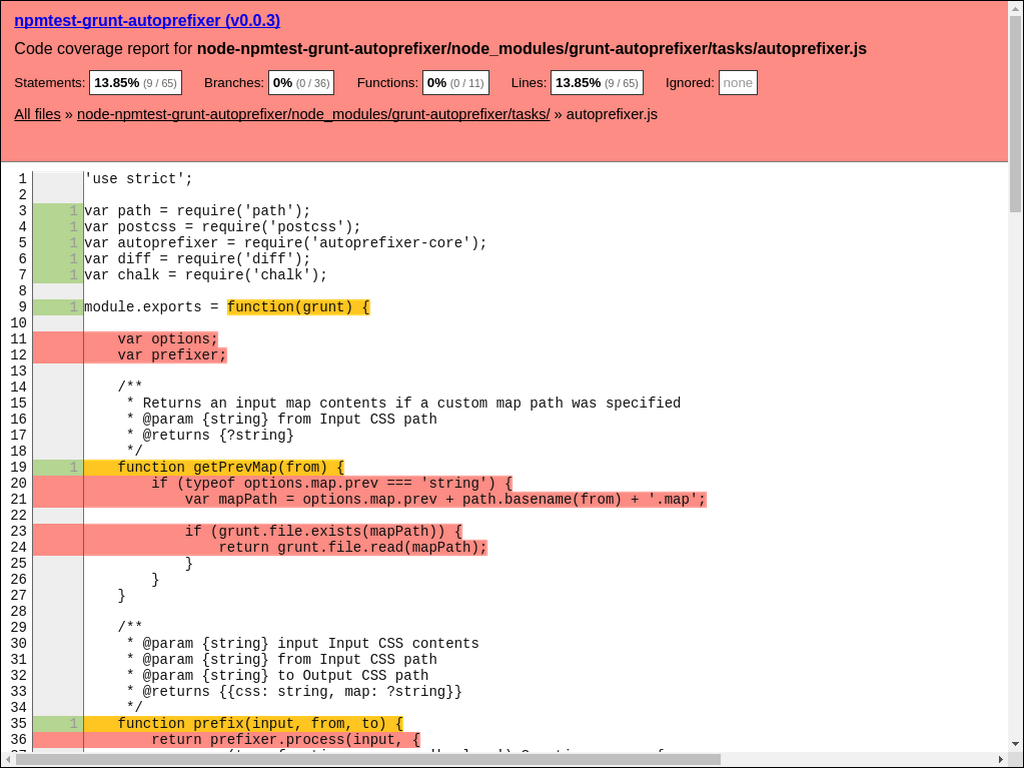 npmtest-grunt-autoprefixer (v0.0.3)
Code coverage report for node-npmtest-grunt-autoprefixer/node_modules/grunt-autoprefixer/tasks/autoprefixer.js
Statements: 13.85% (9 / 65) Branches: 0% (0 / 36) Functions: 0% (0 / 11) Lines: 13.85% (9 / 65) Ignored: none
All files » node-npmtest-grunt-autoprefixer/node_modules/grunt-autoprefixer/tasks/ » autoprefixer.js
1 'use strict';
2
3 1 var path = require('path');
4 1 var postcss = require('postcss');
5 1 var autoprefixer = require('autoprefixer-core');
6 1 var diff = require('diff');
7 1 var chalk = require('chalk');
8
9 1 module.exports = function(grunt) {
10
11 var options;
12 var prefixer;
13
14 /**
15 * Returns an input map contents if a custom map path was specified
16 * @param {string} from Input CSS path
17 * @returns {?string}
18 */
19 1 function getPrevMap(from) {
20 if (typeof options.map.prev === 'string') {
21 var mapPath = options.map.prev + path.basename(from) + '.map';
22
23 if (grunt.file.exists(mapPath)) {
24 return grunt.file.read(mapPath);
25 }
26 }
27 }
28
29 /**
30 * @param {string} input Input CSS contents
31 * @param {string} from Input CSS path
32 * @param {string} to Output CSS path
33 * @returns {{css: string, map: ?string}}
34 */
35 1 function prefix(input, from, to) {
36 return prefixer.process(input, {